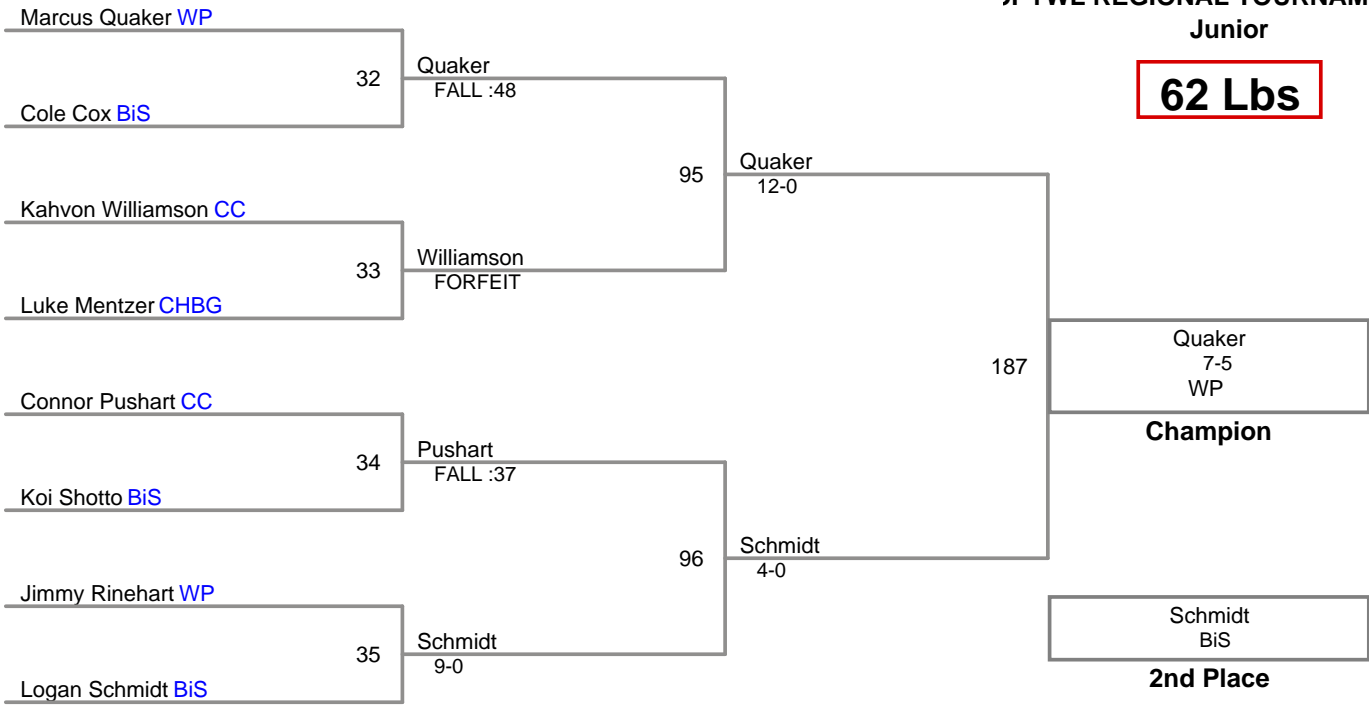 TWL REGIONAL
Junior
62 Lbs
Marcus Quaker WP
32
Quaker
FALL :48
Cole Cox BiS
95
Quaker
12-0
Kahvon Williamson CC
33
Williamson
FORFEIT
Luke Mentzer CHBG
187
Quaker
7-5
WP
Champion
Connor Pushart CC
34
Pushart
FALL :37
Koi Shotto BiS
96
Schmidt
4-0
Jimmy Rinehart WP
35
Schmidt
9-0
Logan Schmidt BiS
Schmidt
BiS
2nd Place